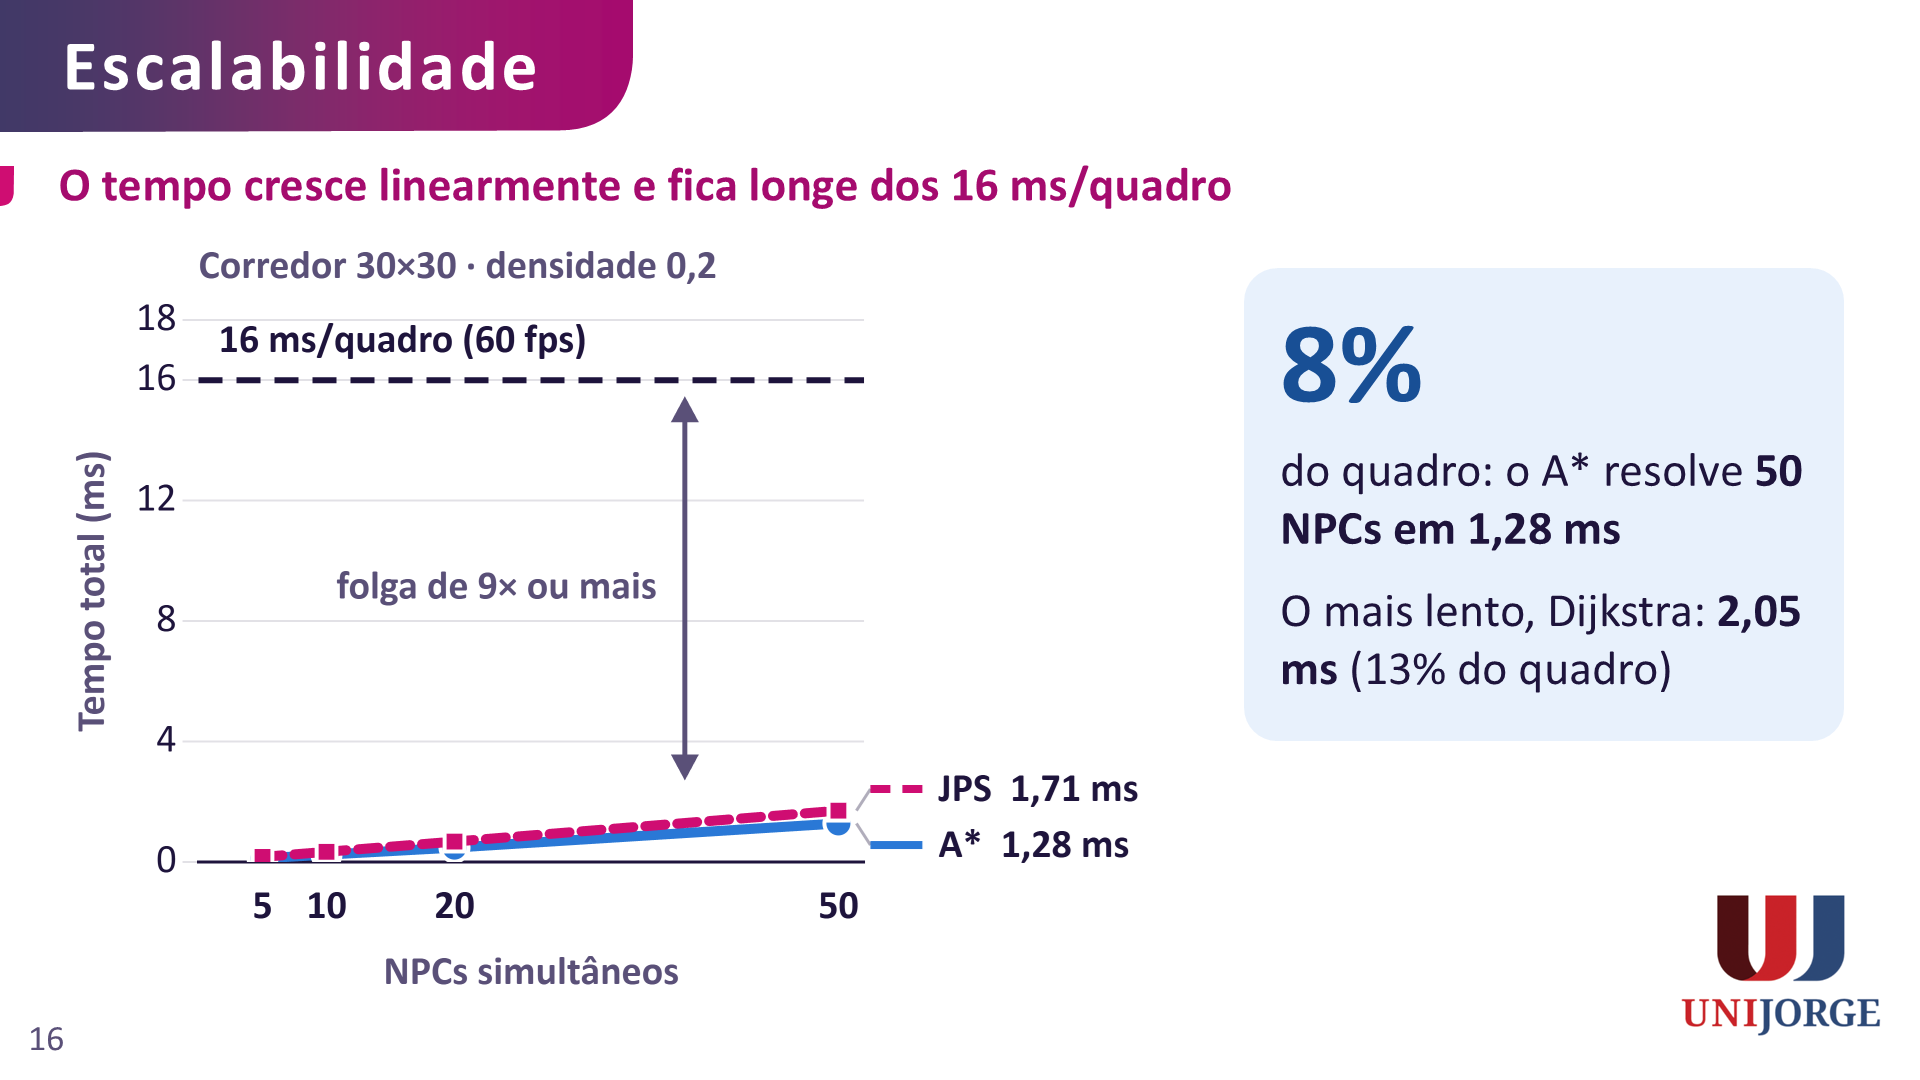 Escalabilidade
O tempo cresce linearmente e fica longe dos 16 ms/quadro
Corredor 30×30 · densidade 0,2
18
16 ms/quadro (60 fps)
16
12
folga de 9× ou mais
8
4
0
Tempo total (ms)
JPS 1,71 ms
A* 1,28 ms
5 10 20 50
NPCs simultâneos
8%
do quadro: o A* resolve 50
NPCs em 1,28 ms
O mais lento, Dijkstra: 2,05
ms (13% do quadro)
UNIJORGE
16